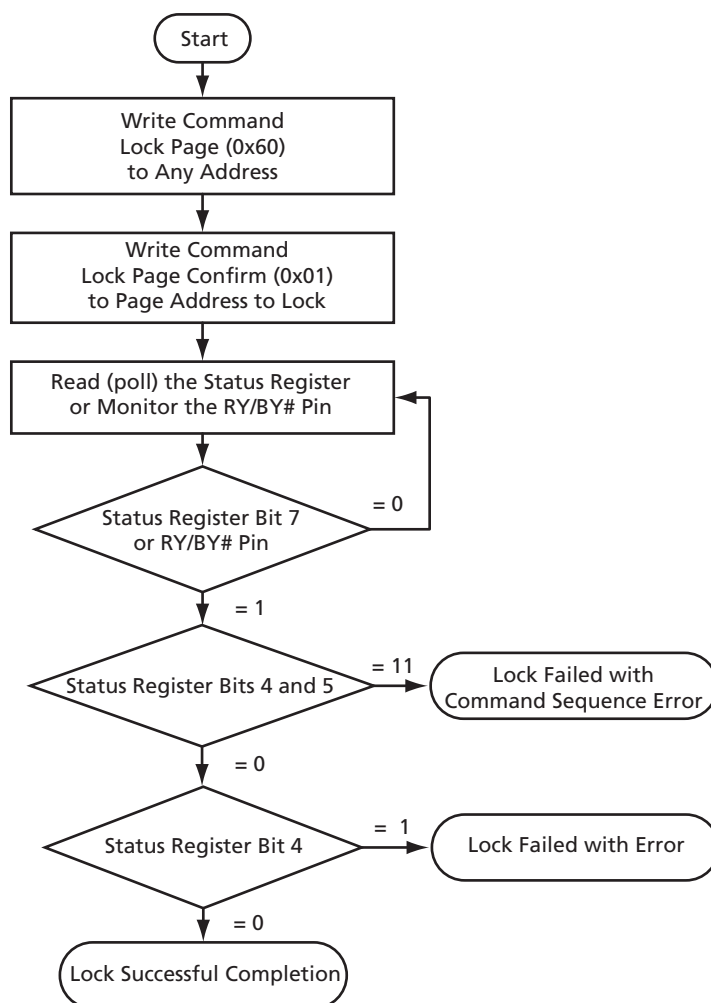 Start
Write Command
Lock Page (0x60)
to Any Address
Write Command
Lock Page Confirm (0x01)
to Page Address to Lock
Read (poll) the Status Register
or Monitor the RY/BY# Pin
= 0
Status Register Bit 7
or RY/BY# Pin
= 1
= 11
Status Register Bits 4 and 5
Lock Failed with
Command Sequence Error
= 0
= 1
Status Register Bit 4
Lock Failed with Error
= 0
Lock Successful Completion